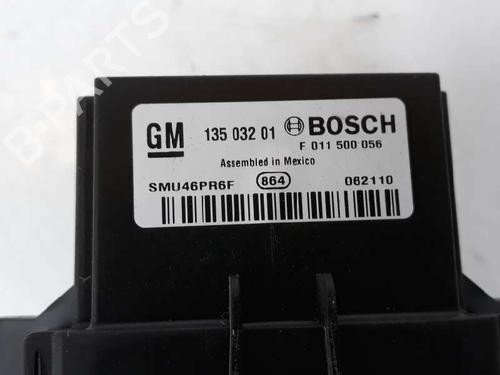 B-PARTS
GM 135 032 01 BOSCH
F 011 500 056
Assembled in Mexico
SMU46PR6F 864 062110